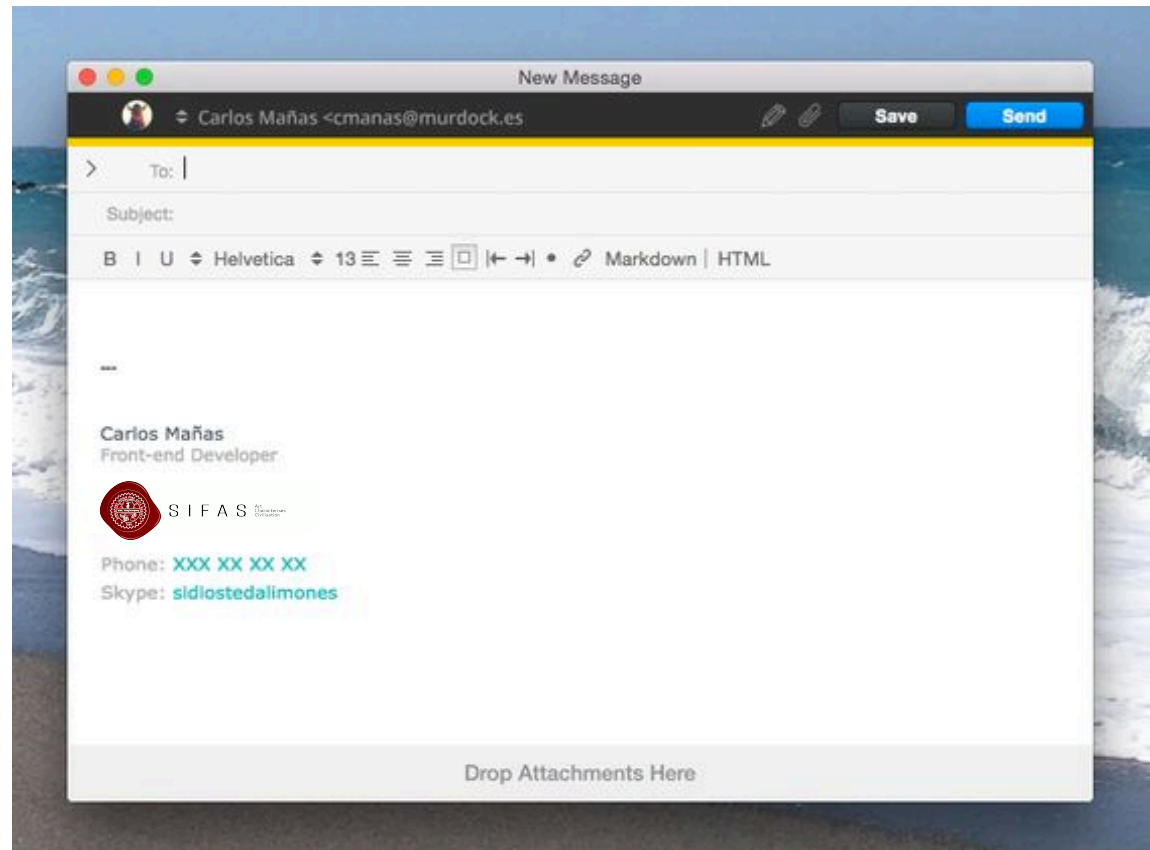 New Message
Carlos Mañas <cmanas@murdock.es
Save
Send
To:
Subject:
B I U Helvetica 13 Markdown | HTML
---
Carlos Mañas
Front-end Developer
SIFAS
Phone: XXX XX XX XX
Skype: sidiostedalimones
Drop Attachments Here